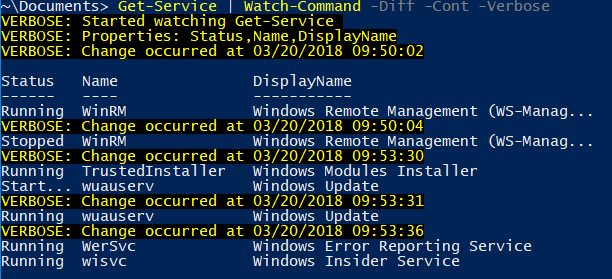 ~\Documents> Get-Service | Watch-Command -Diff -Cont -Verbose
VERBOSE: Started watching Get-Service
VERBOSE: Properties: Status,Name,DisplayName
VERBOSE: Change occurred at 03/20/2018 09:50:02
Status Name DisplayName
------ ---- -----------
Running WinRM Windows Remote Management (WS-Manag...
VERBOSE: Change occurred at 03/20/2018 09:50:04
Stopped WinRM Windows Remote Management (WS-Manag...
VERBOSE: Change occurred at 03/20/2018 09:53:30
Running TrustedInstaller Windows Modules Installer
Start... wuauserv Windows Update
VERBOSE: Change occurred at 03/20/2018 09:53:31
Running wuauserv Windows Update
VERBOSE: Change occurred at 03/20/2018 09:53:36
Running WerSvc Windows Error Reporting Service
Running wisvc Windows Insider Service